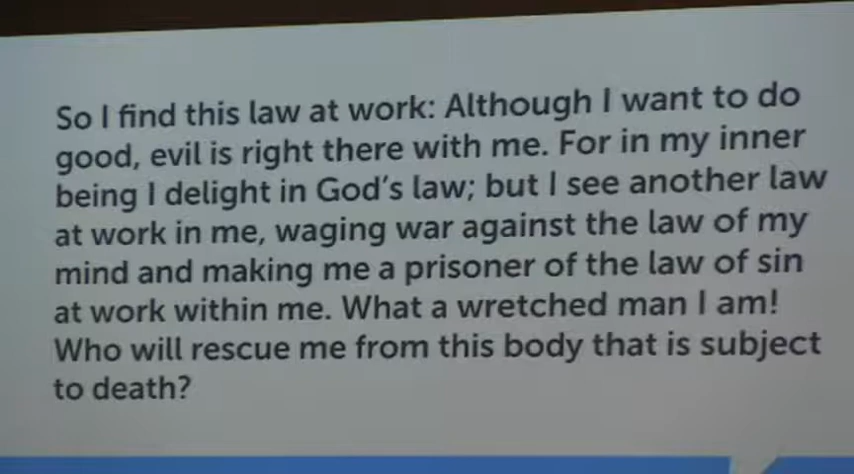 So I find this law at work: Although I want to do
good, evil is right there with me. For in my inner
being I delight in God's law; but I see another law
at work in me, waging war against the law of my
mind and making me a prisoner of the law of sin
at work within me. What a wretched man I am!
Who will rescue me from this body that is subject
to death?